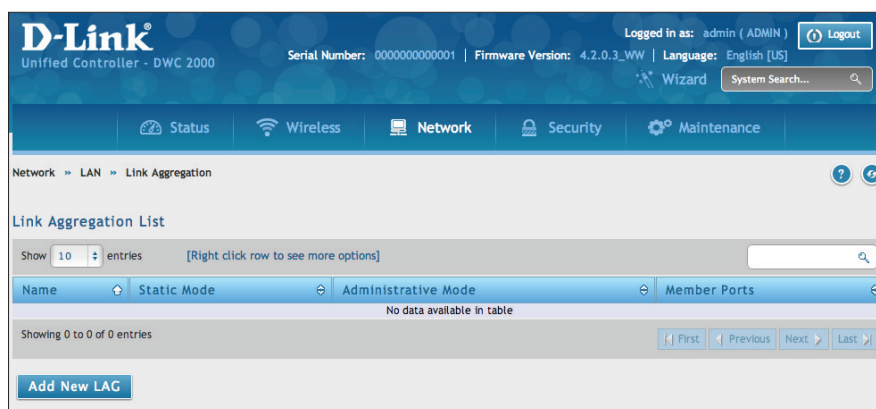 D-Link®
Unified Controller - DWC 2000
Logged in as: admin ( ADMIN )
Logout
Serial Number: 0000000000001 | Firmware Version: 4.2.0.3_WW | Language: English [US]
Wizard
System Search...
Status
Wireless
Network
Security
Maintenance
Network » LAN » Link Aggregation
?
Link Aggregation List
Show 10 entries
[Right click row to see more options]
Name
Static Mode
Administrative Mode
Member Ports
No data available in table
Showing 0 to 0 of 0 entries
First
Previous
Next
Last
Add New LAG